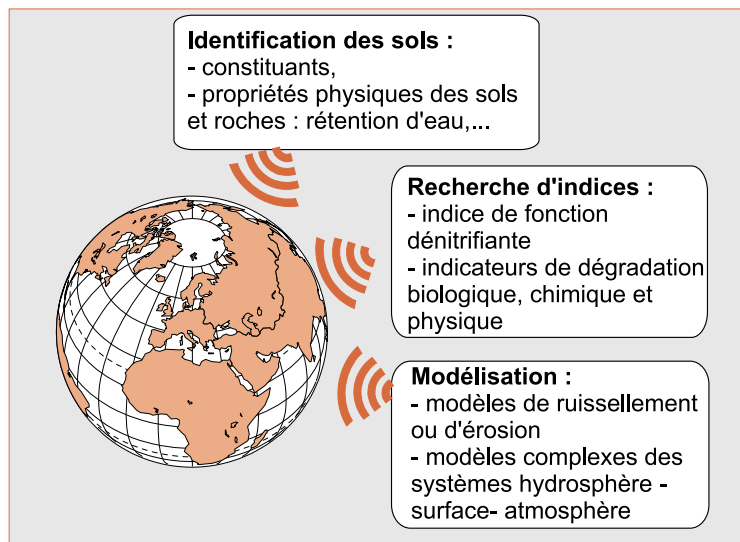 Identification des sols :
- constituants,
- propriétés physiques des sols
et roches : rétention d'eau,...
Recherche d'indices :
- indice de fonction
dénitrifiante
- indicateurs de dégradation
biologique, chimique et
physique
Modélisation :
- modèles de ruissellement
ou d'érosion
- modèles complexes des
systèmes hydrosphère -
surface- atmosphère